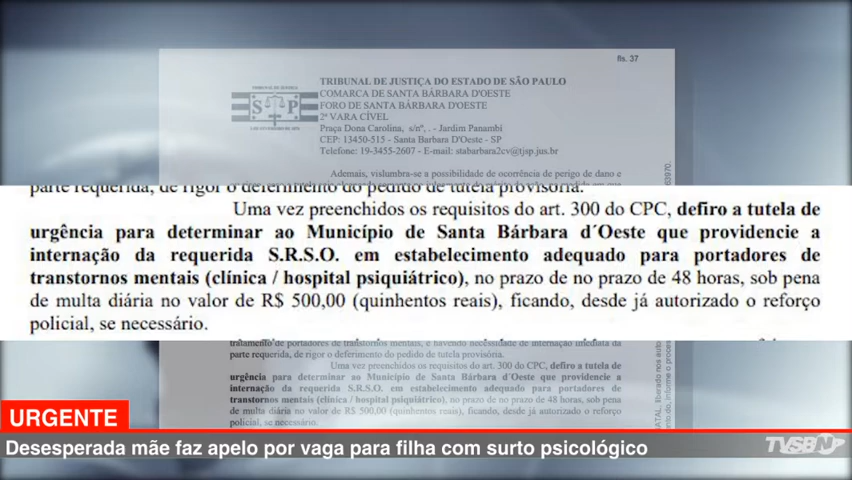 fls. 37
TRIBUNAL DE JUSTIÇA
S P
TRIBUNAL DE JUSTIÇA DO ESTADO DE SÃO PAULO
COMARCA DE SANTA BÁRBARA D'OESTE
FORO DE SANTA BÁRBARA D'OESTE
2ª VARA CÍVEL
Praça Dona Carolina, s/nº, . - Jardim Panambi
CEP: 13450-515 - Santa Barbara D'Oeste - SP
Telefone: 19-3455-2607 - E-mail: stabarbara2cv@tjsp.jus.br
Ademais, vislumbra-se a possibilidade de ocorrência de perigo de dano e
parte requerida, de rigor o deferimento do pedido de tutela provisória.
Uma vez preenchidos os requisitos do art. 300 do CPC, defiro a tutela de
urgência para determinar ao Município de Santa Bárbara d´Oeste que providencie a
internação da requerida S.R.S.O. em estabelecimento adequado para portadores de
transtornos mentais (clínica / hospital psiquiátrico), no prazo de no prazo de 48 horas, sob pena
de multa diária no valor de R$ 500,00 (quinhentos reais), ficando, desde já autorizado o reforço
policial, se necessário.
tratamento de portadores de transtornos mentais, e havendo necessidade de internação imediata da
parte requerida, de rigor o deferimento do pedido de tutela provisória.
Uma vez preenchidos os requisitos do art. 300 do CPC, defiro a tutela de
urgência para determinar ao Município de Santa Bárbara d´Oeste que providencie a
internação da requerida S.R.S.O. em estabelecimento adequado para portadores de
transtornos mentais (clínica / hospital psiquiátrico), no prazo de no prazo de 48 horas, sob pena
de multa diária no valor de R$ 500,00 (quinhentos reais), ficando, desde já autorizado o reforço
policial, se necessário.
63970.
NATAL, liberado nos autos
informe o proces
URGENTE
Desesperada mãe faz apelo por vaga para filha com surto psicológico
TVSBN